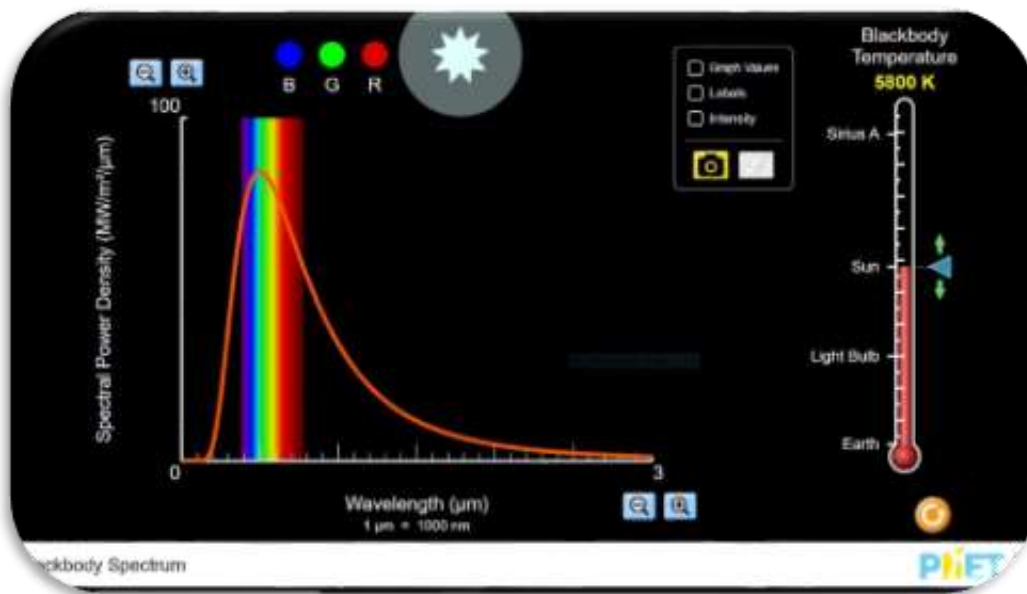 Blackbody
Temperature
5800 K
B G R
Graph Values
Labels
Intensity
100
Spectral Power Density (MW/m²/μm)
Sirius A
Sun
Light Bulb
Earth
0
3
Wavelength (μm)
1 μm = 1000 nm
ckbody Spectrum
PhET